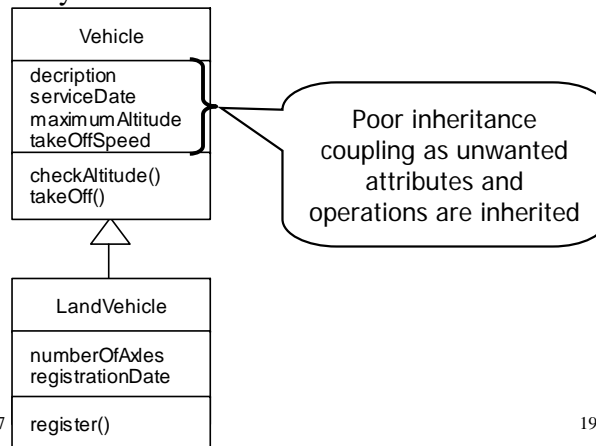 Vehicle
decription
serviceDate
maximumAltitude
takeOffSpeed
checkAltitude()
takeOff()
Poor inheritance
coupling as unwanted
attributes and
operations are inherited
LandVehicle
numberOfAxles
registrationDate
register()
7
19